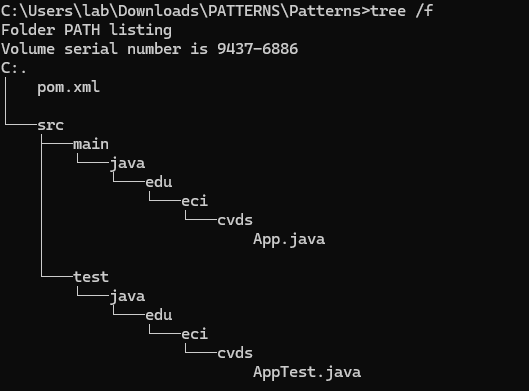 C:\Users\lab\Downloads\PATTERNS\Patterns>tree /f
Folder PATH listing
Volume serial number is 9437-6886
C:.
│   pom.xml
│
└───src
    ├───main
    │   └───java
    │       └───edu
    │           └───eci
    │               └───cvds
    │                       App.java
    │
    └───test
        └───java
            └───edu
                └───eci
                    └───cvds
                            AppTest.java